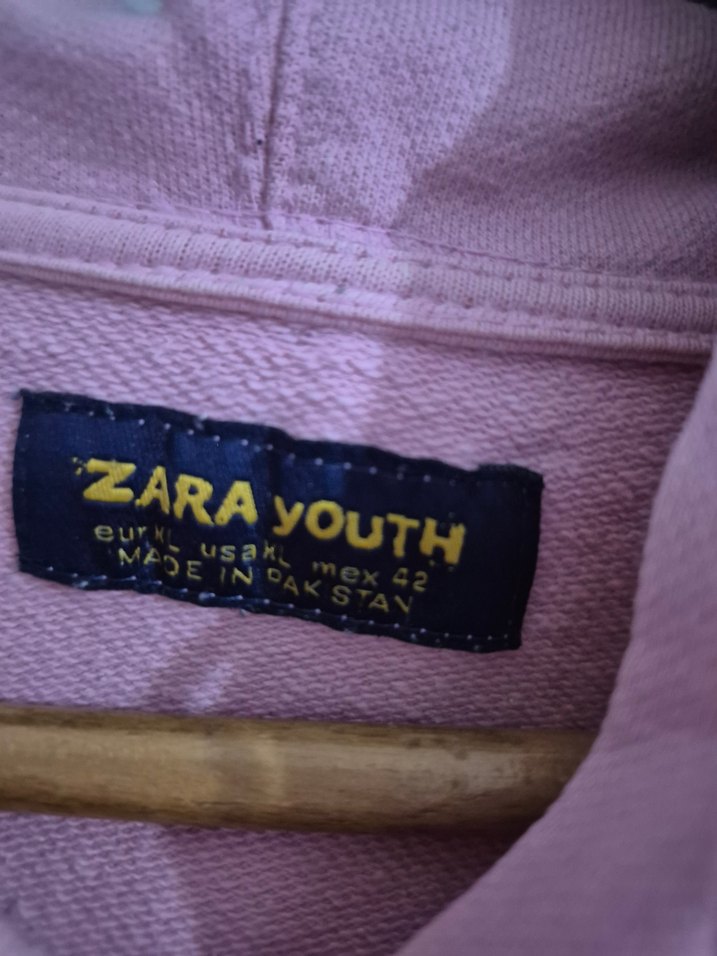 ZARA YOUTH
eur XL usa XL mex 42
MADE IN PAKISTAN